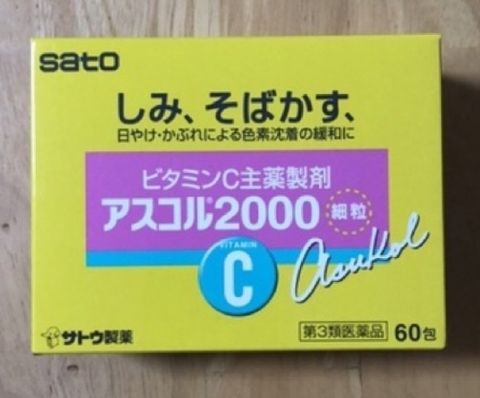 sato
しみ、そばかす、
日やけ・かぶれによる色素沈着の緩和に
ビタミンC主薬製剤
アスコル2000 細粒
VITAMIN
C
asukol
サトウ製薬
第3類医薬品 60包